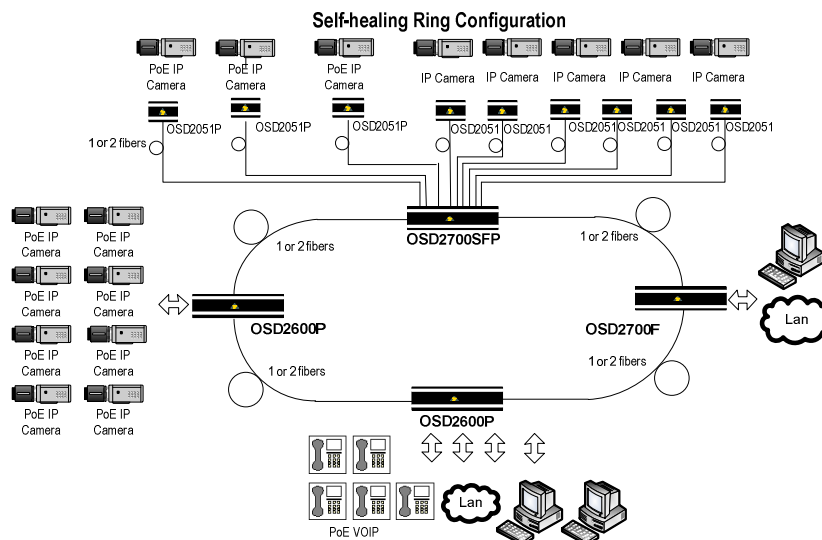 Self-healing Ring Configuration
PoE IP
Camera
PoE IP
Camera
PoE IP
Camera
IP Camera
IP Camera
IP Camera
IP Camera
IP Camera
OSD2051P
OSD2051P
OSD2051P
OSD2051
OSD2051
OSD2051
OSD2051
OSD2051
OSD2051
1 or 2 fibers
PoE IP
Camera
PoE IP
Camera
PoE IP
Camera
PoE IP
Camera
PoE IP
Camera
PoE IP
Camera
PoE IP
Camera
PoE IP
Camera
1 or 2 fibers
OSD2700SFP
1 or 2 fibers
OSD2600P
OSD2700F
Lan
1 or 2 fibers
1 or 2 fibers
OSD2600P
PoE VOIP
Lan